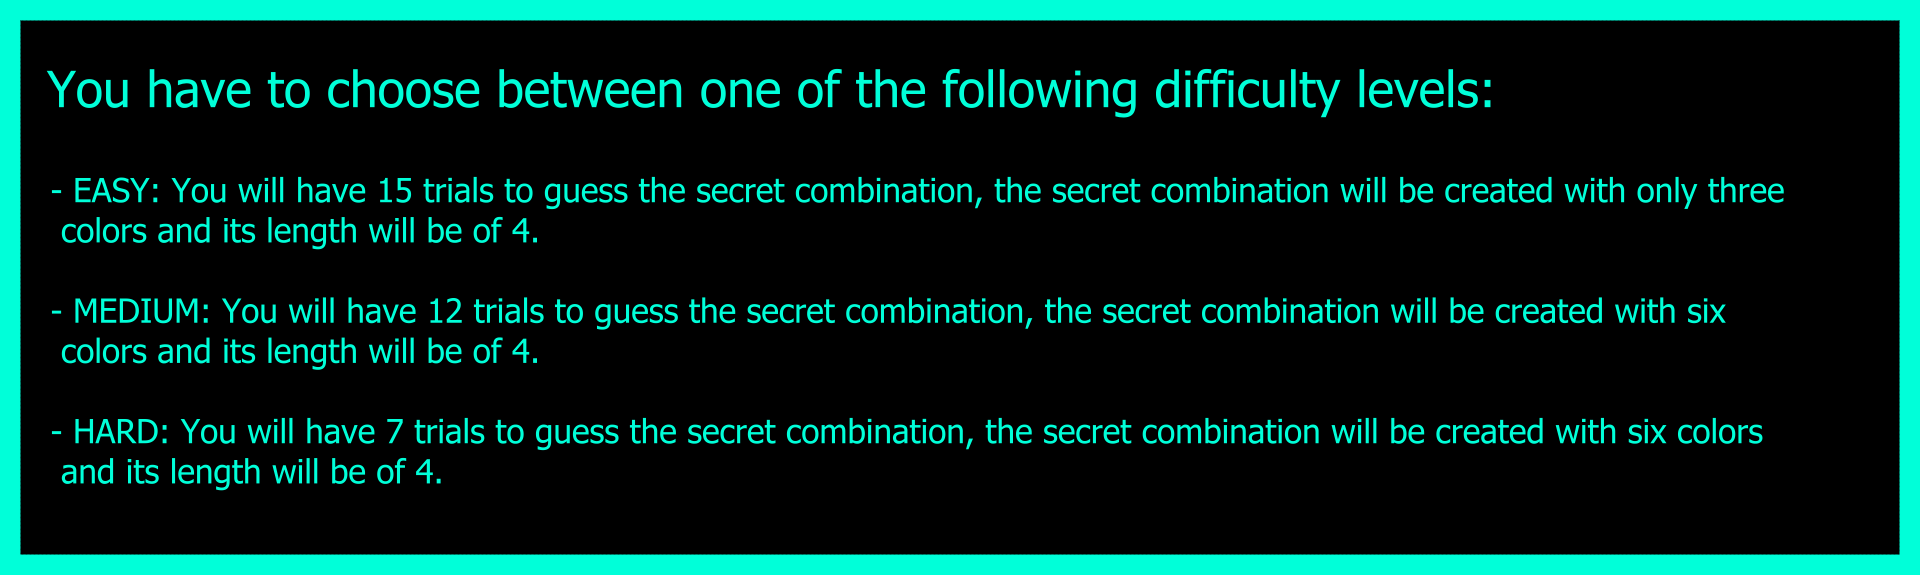 You have to choose between one of the following difficulty levels:
- EASY: You will have 15 trials to guess the secret combination, the secret combination will be created with only three
colors and its length will be of 4.
- MEDIUM: You will have 12 trials to guess the secret combination, the secret combination will be created with six
colors and its length will be of 4.
- HARD: You will have 7 trials to guess the secret combination, the secret combination will be created with six colors
and its length will be of 4.